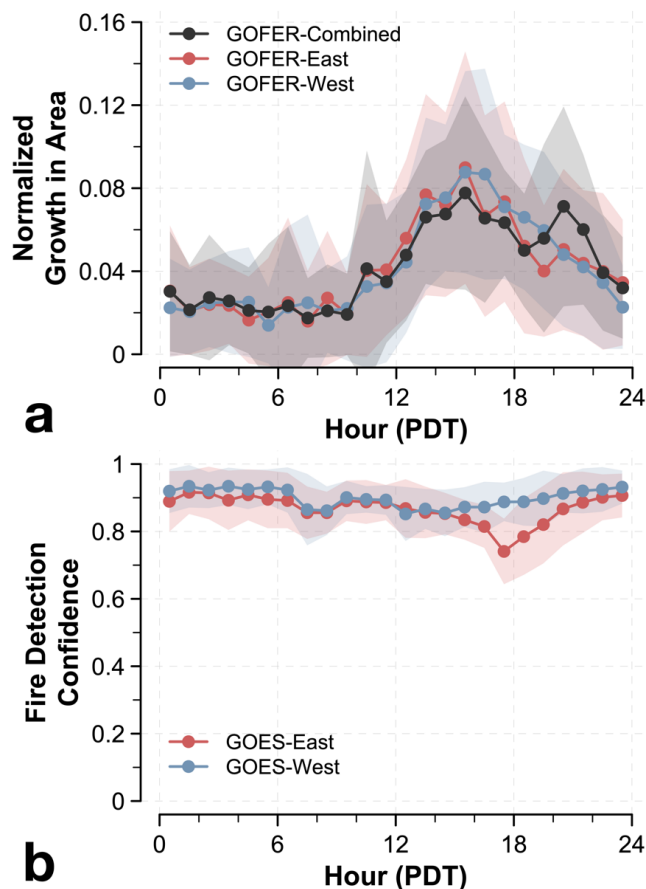 0.16
GOFER-Combined
GOFER-East
GOFER-West
0.12
0.08
0.04
0
Normalized
Growth in Area
0 6 12 18 24
Hour (PDT)
a
1
0.8
0.6
0.4
0.2
0
Fire Detection
Confidence
GOES-East
GOES-West
0 6 12 18 24
Hour (PDT)
b